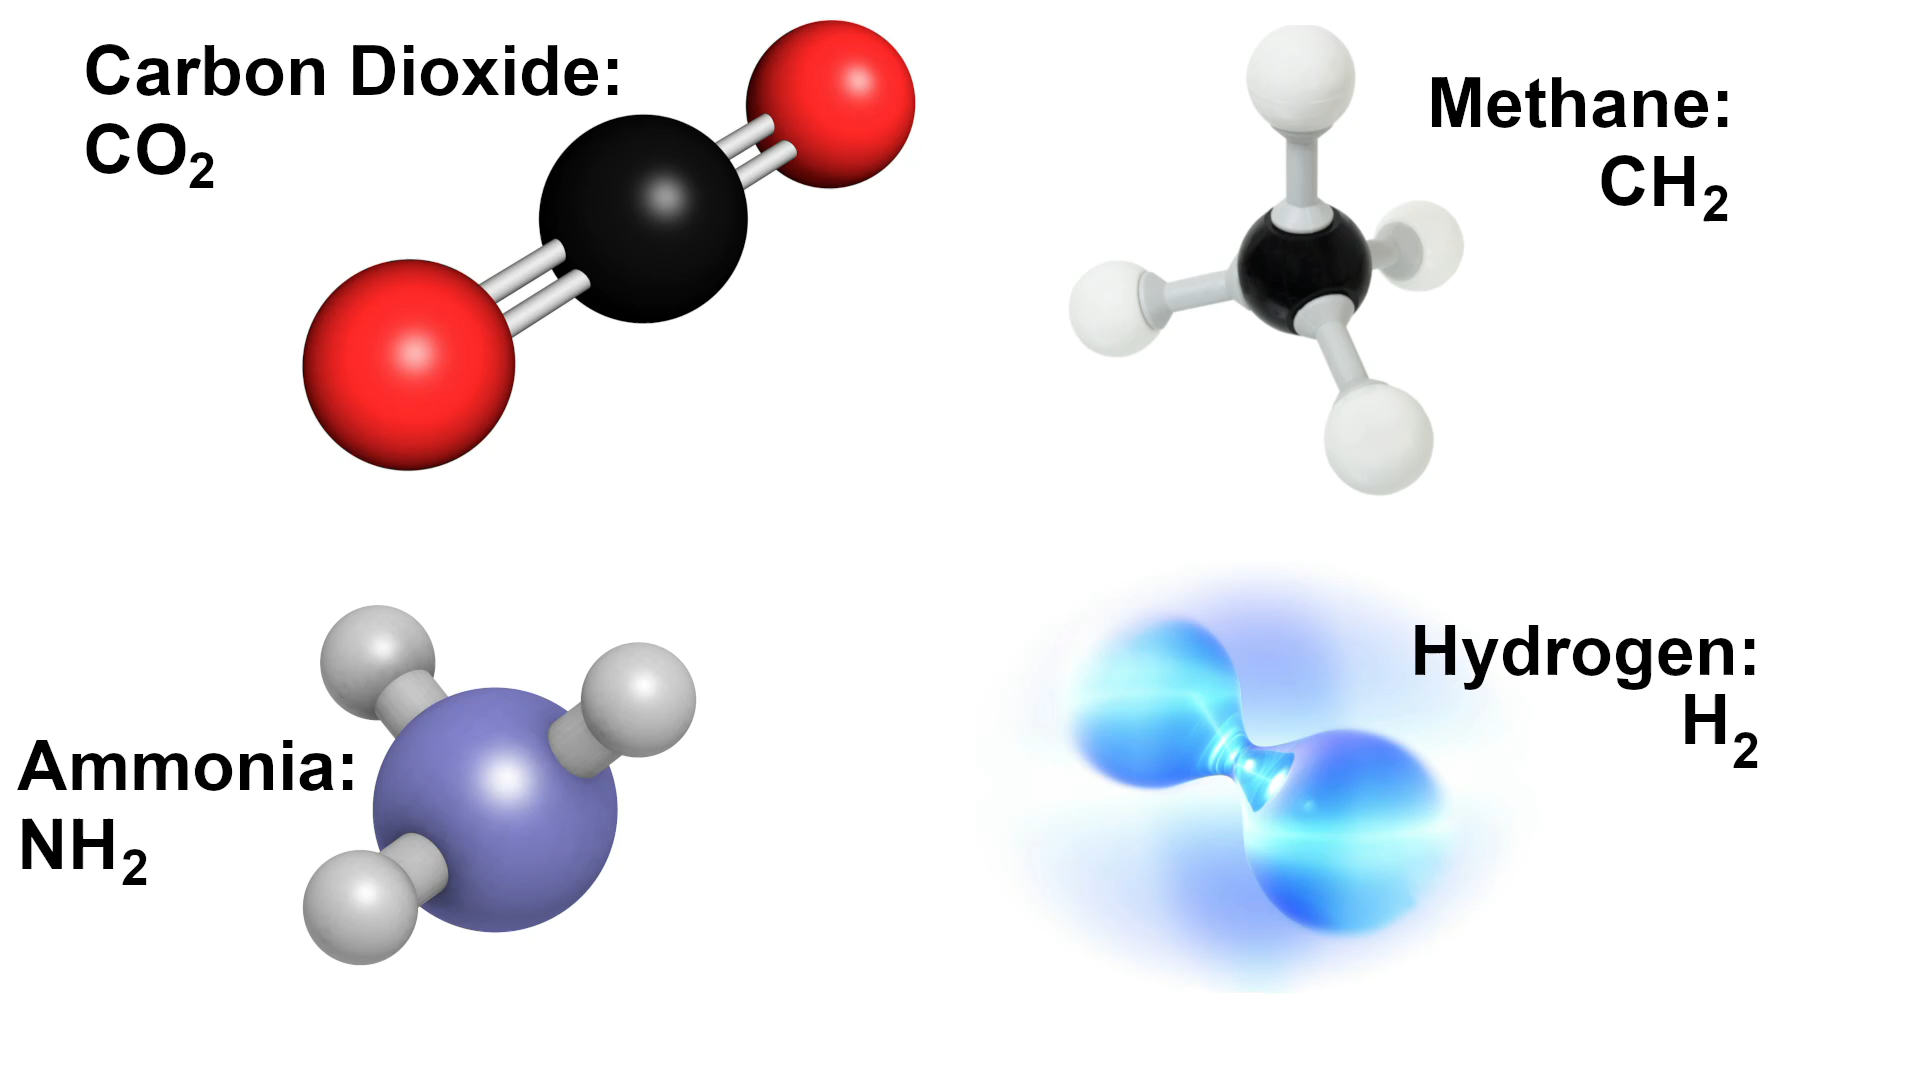 Carbon Dioxide:
CO₂
Methane:
CH₂
Ammonia:
NH₂
Hydrogen:
H₂